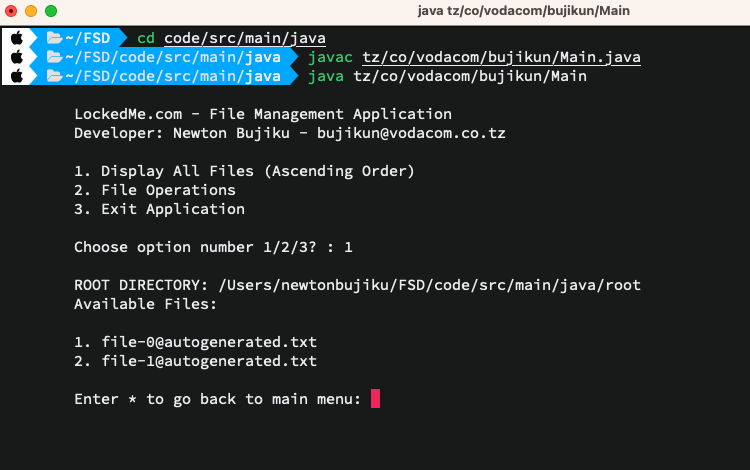 java tz/co/vodacom/bujikun/Main
~/FSD cd code/src/main/java
~/FSD/code/src/main/java javac tz/co/vodacom/bujikun/Main.java
~/FSD/code/src/main/java java tz/co/vodacom/bujikun/Main
LockedMe.com - File Management Application
Developer: Newton Bujiku - bujikun@vodacom.co.tz
1. Display All Files (Ascending Order)
2. File Operations
3. Exit Application
Choose option number 1/2/3? : 1
ROOT DIRECTORY: /Users/newtonbujiku/FSD/code/src/main/java/root
Available Files:
1. file-0@autogenerated.txt
2. file-1@autogenerated.txt
Enter * to go back to main menu: